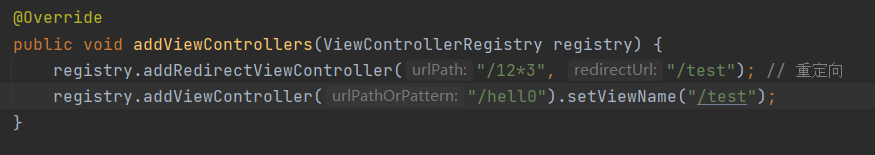 @Override
public void addViewControllers(ViewControllerRegistry registry) {
registry.addRedirectViewController( urlPath: "/12*3", redirectUrl: "/test"); // 重定向
registry.addViewController( urlPathOrPattern: "/hell0").setViewName("/test");
}